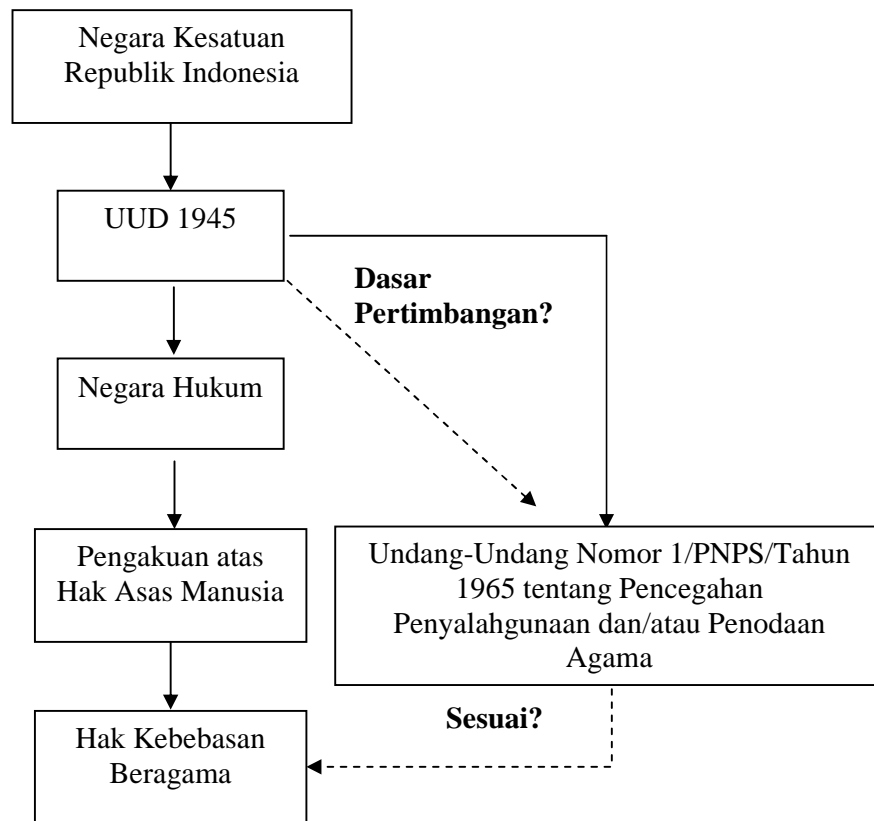 Negara Kesatuan
Republik Indonesia
UUD 1945
Dasar
Pertimbangan?
Negara Hukum
Pengakuan atas
Hak Asas Manusia
Undang-Undang Nomor 1/PNPS/Tahun
1965 tentang Pencegahan
Penyalahgunaan dan/atau Penodaan
Agama
Sesuai?
Hak Kebebasan
Beragama